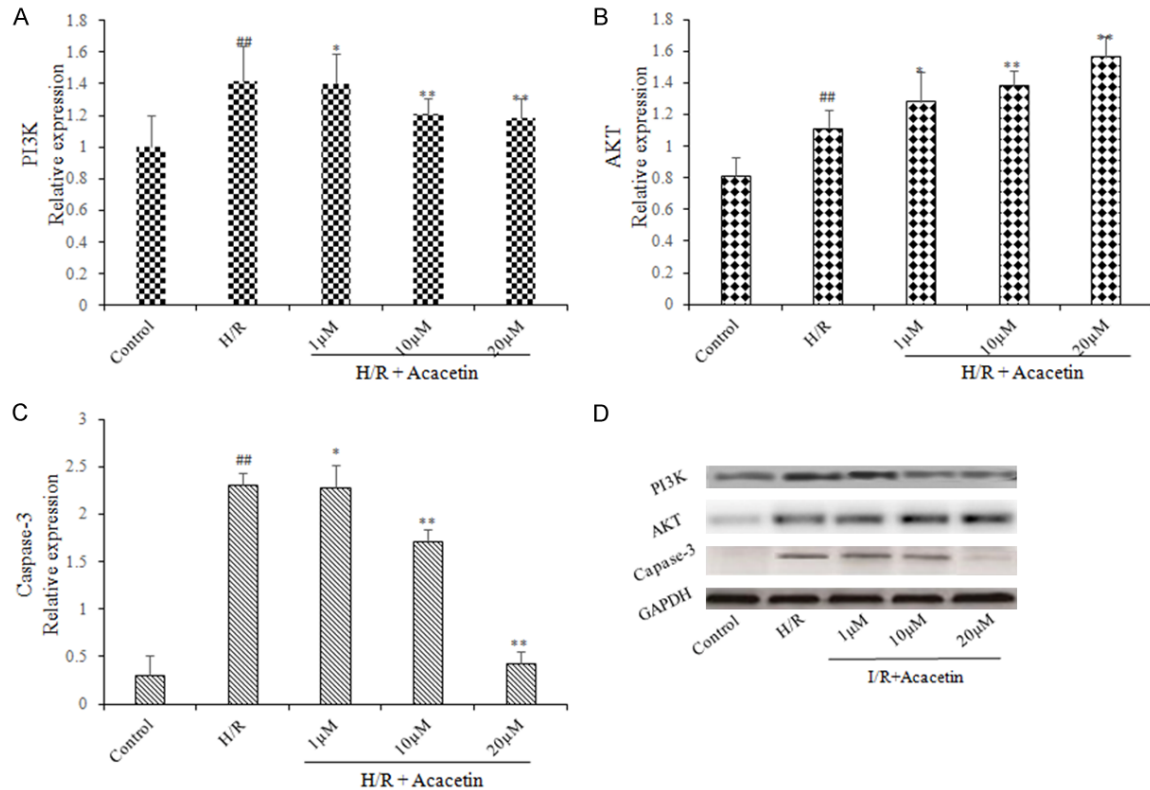 A
PI3K
Relative expression
1.8
1.6
1.4
1.2
1
0.8
0.6
0.4
0.2
0
##
*
**
**
Control
H/R
1μM
10μM
20μM
H/R + Acacetin
B
AKT
Relative expression
1.8
1.6
1.4
1.2
1
0.8
0.6
0.4
0.2
0
##
*
**
**
Control
H/R
1μM
10μM
20μM
H/R + Acacetin
C
Caspase-3
Relative expression
3
2.5
2
1.5
1
0.5
0
##
*
**
**
Control
H/R
1μM
10μM
20μM
H/R + Acacetin
D
PI3K
AKT
Capase-3
GAPDH
Control
H/R
1μM
10μM
20μM
I/R+Acacetin